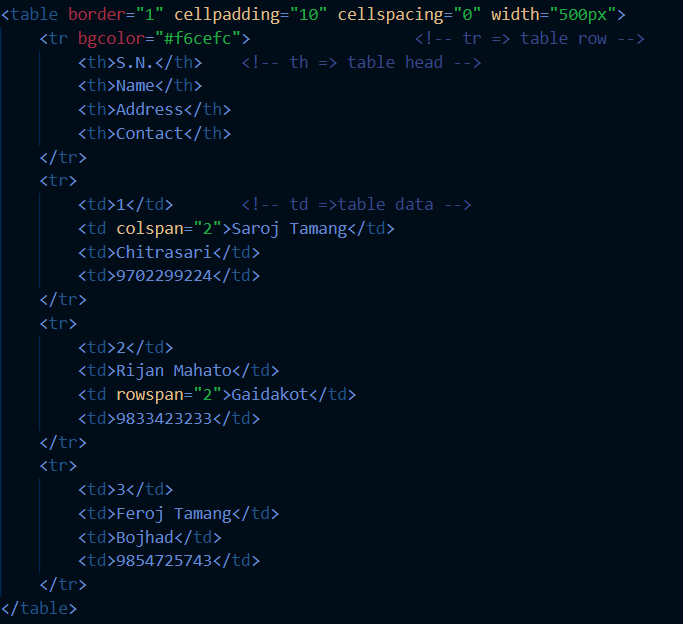 <table border="1" cellpadding="10" cellspacing="0" width="500px">
    <tr bgcolor="#f6cefc">                 <!-- tr => table row -->
        <th>S.N.</th>    <!-- th => table head -->
        <th>Name</th>
        <th>Address</th>
        <th>Contact</th>
    </tr>
    <tr>
        <td>1</td>       <!-- td =>table data -->
        <td colspan="2">Saroj Tamang</td>
        <td>Chitrasari</td>
        <td>9702299224</td>
    </tr>
    <tr>
        <td>2</td>
        <td>Rijan Mahato</td>
        <td rowspan="2">Gaidakot</td>
        <td>9833423233</td>
    </tr>
    <tr>
        <td>3</td>
        <td>Feroj Tamang</td>
        <td>Bojhad</td>
        <td>9854725743</td>
    </tr>
</table>